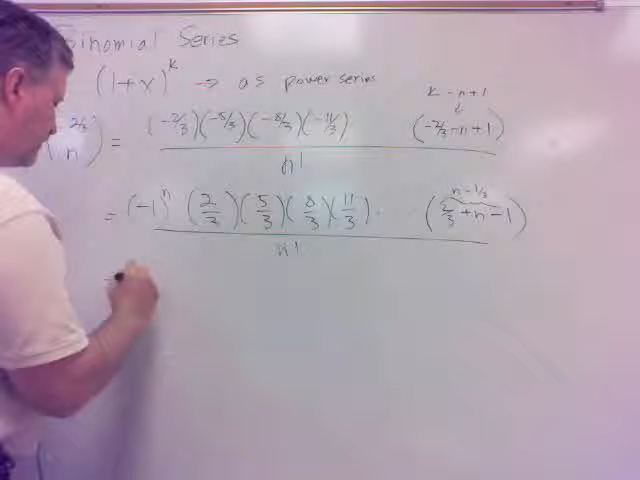 Binomial Series
(1+x)^k → as power series
k - n + 1
↓
(-2/3 n) = (-2/3)(-5/3)(-8/3)(-11/3) (-2/3 - n + 1)
n!
n - 1/3
= (-1)^n (2/3)(5/3)(8/3)(11/3) · · · (2/3 + n - 1)
n!